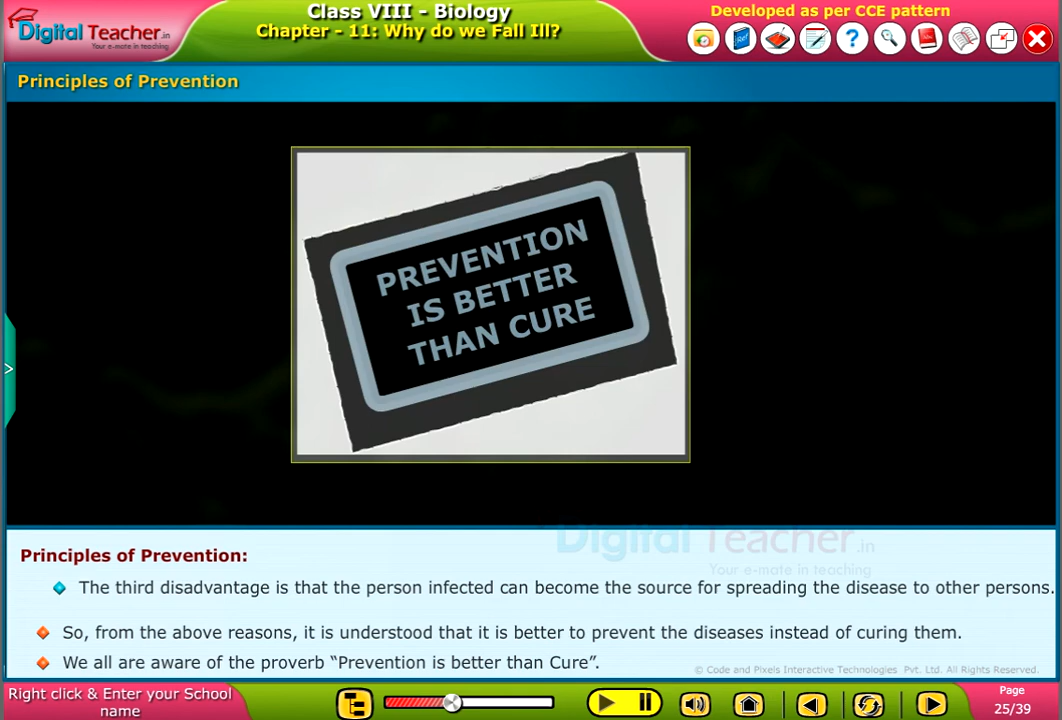 Digital Teacher.in
Your e-mate in teaching
Class VIII - Biology
Chapter - 11: Why do we Fall Ill?
Developed as per CCE pattern
Ref
?
Principles of Prevention
PREVENTION
IS BETTER
THAN CURE
>
Digital Teacher.in
Your e-mate in teaching
Principles of Prevention:
The third disadvantage is that the person infected can become the source for spreading the disease to other persons.
So, from the above reasons, it is understood that it is better to prevent the diseases instead of curing them.
We all are aware of the proverb “Prevention is better than Cure”.
© Code and Pixels Interactive Technologies Pvt. Ltd. All Rights Reserved.
Right click & Enter your School
name
Page
25/39